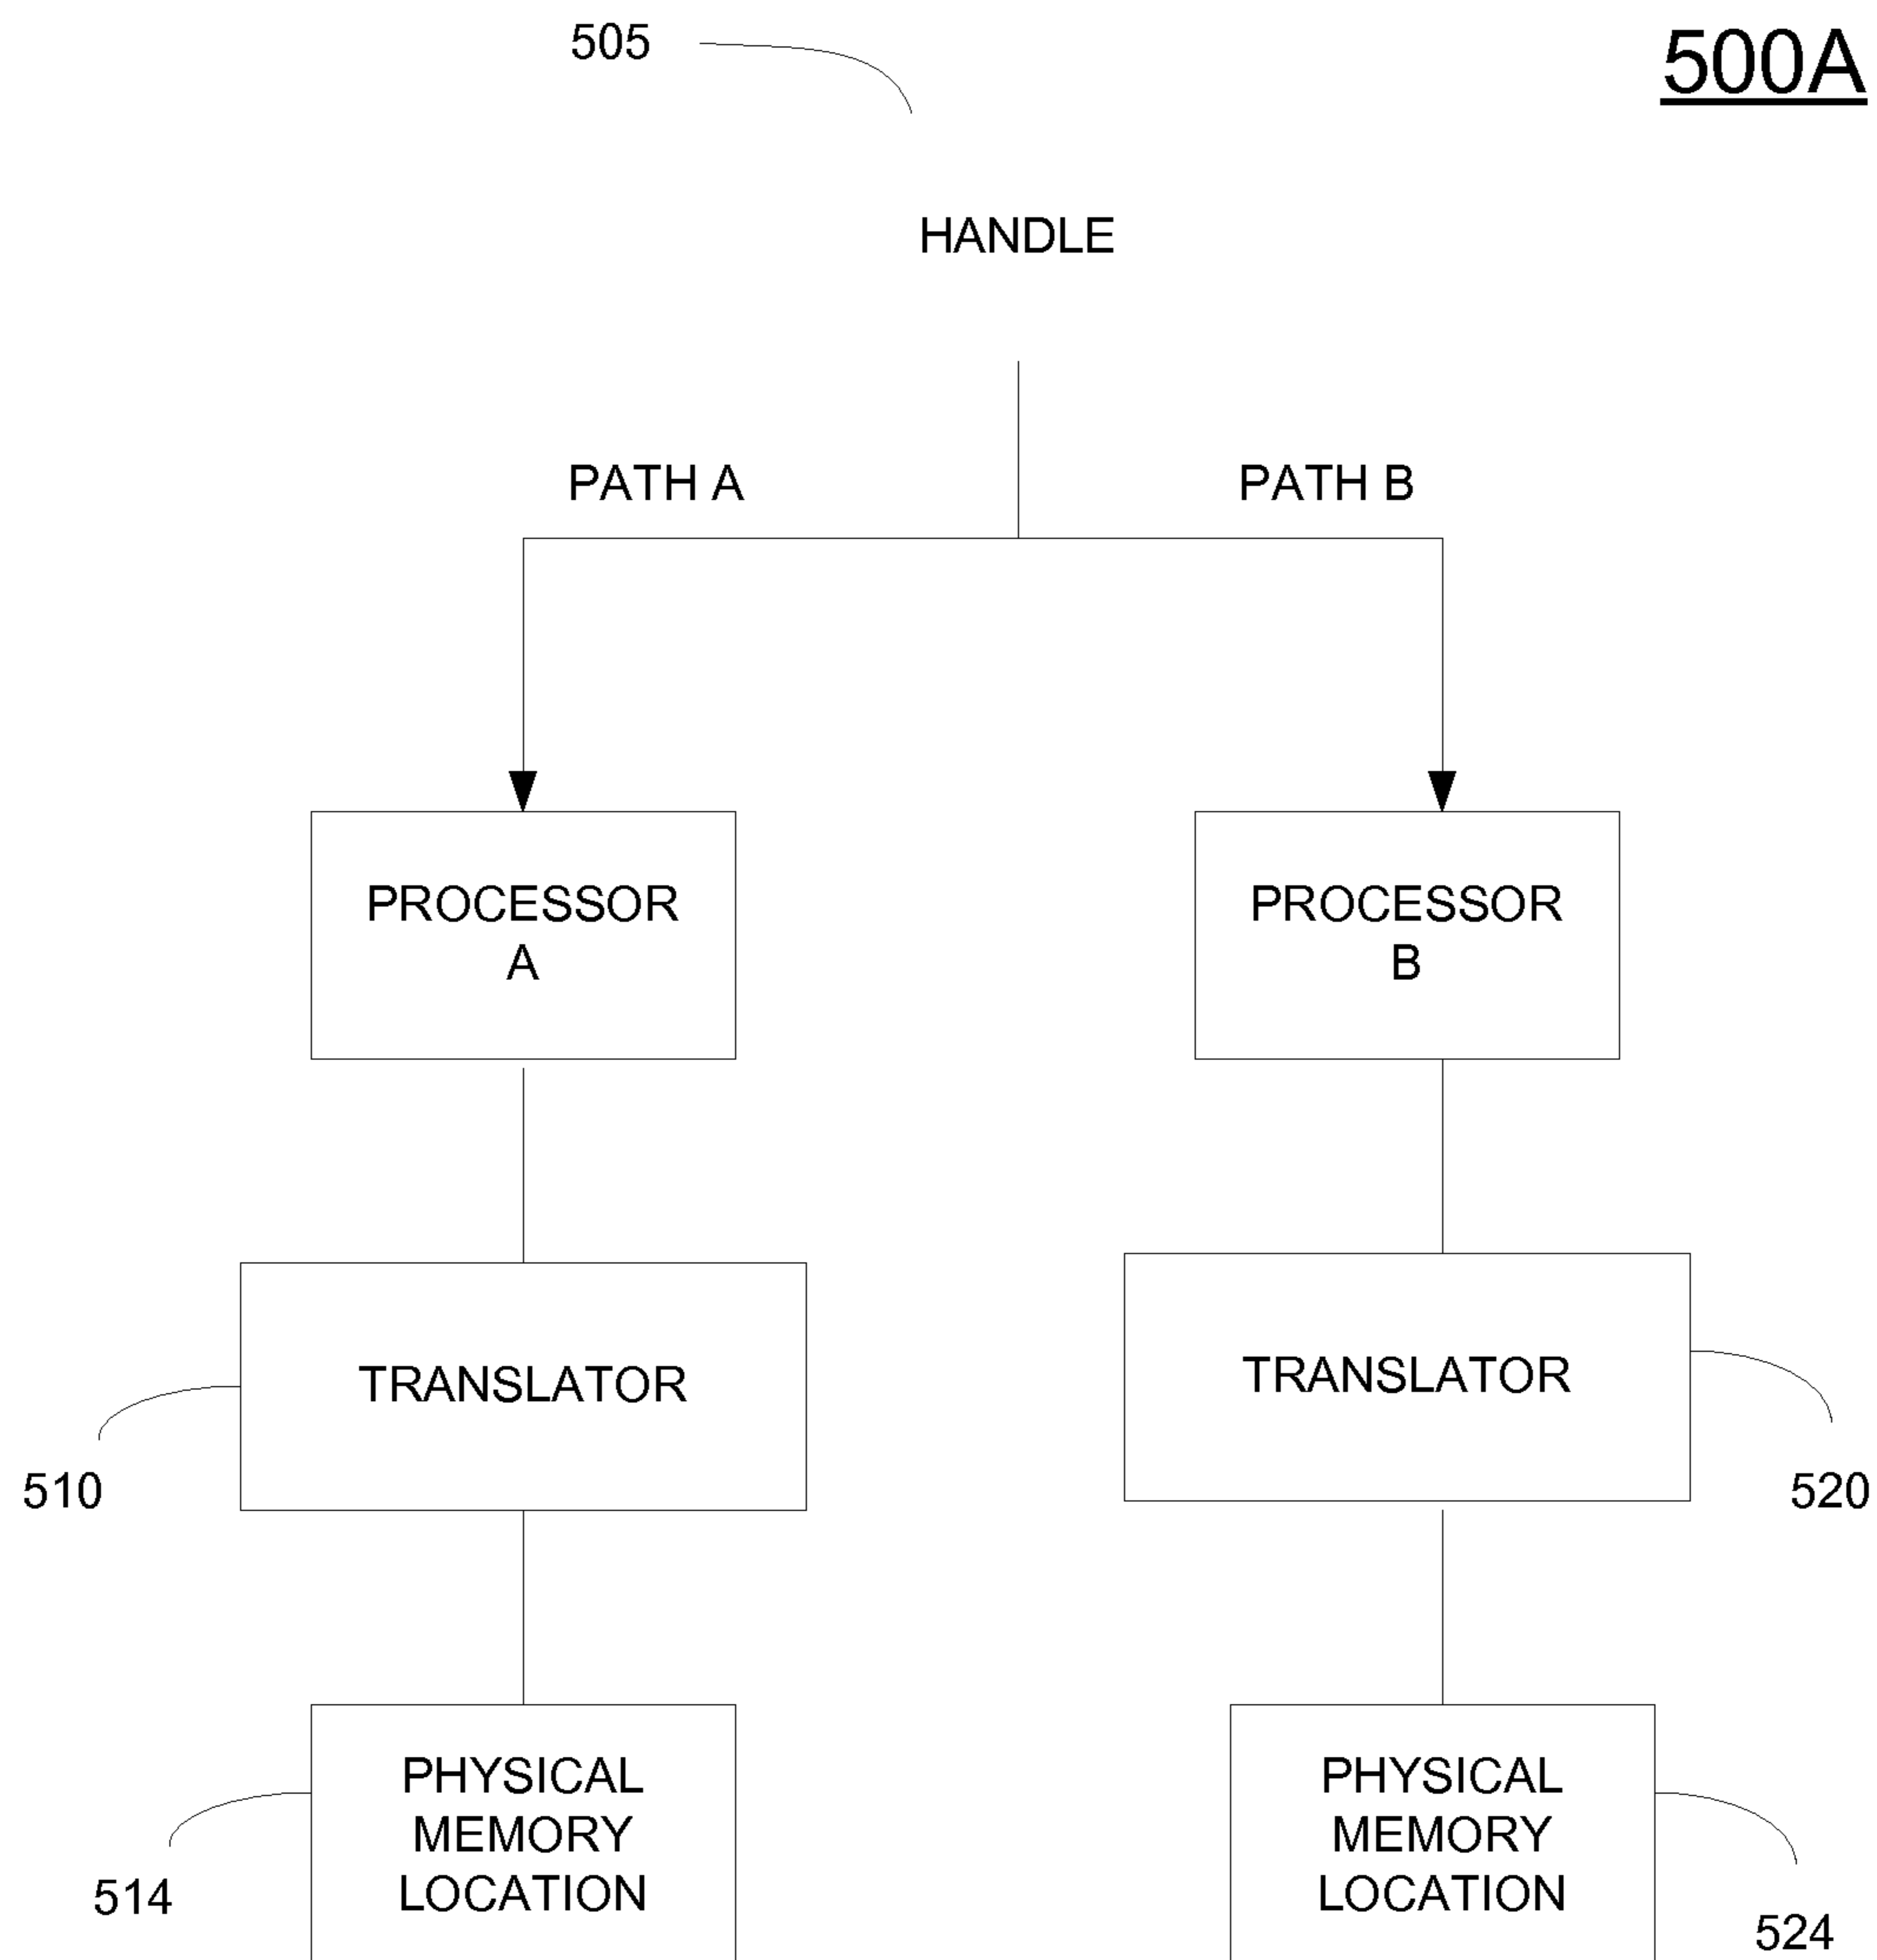 505
500A
HANDLE
PATH A
PATH B
PROCESSOR
A
PROCESSOR
B
TRANSLATOR
TRANSLATOR
510
520
PHYSICAL
MEMORY
LOCATION
PHYSICAL
MEMORY
LOCATION
514
524